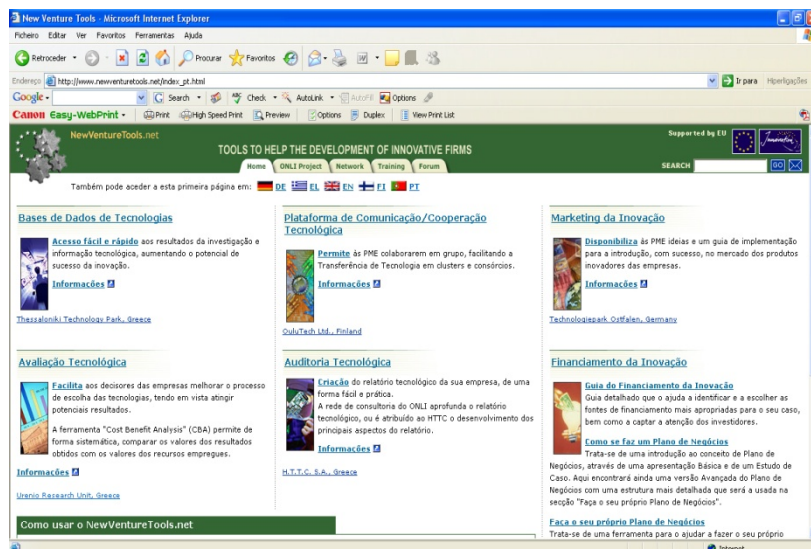 New Venture Tools - Microsoft Internet Explorer
Ficheiro Editar Ver Favoritos Ferramentas Ajuda
Retroceder Procurar Favoritos
Endereço http://www.newventuretools.net/index_pt.html Ir para Hiperligações
Google Search Check AutoLink AutoFill Options
Canon Easy-WebPrint Print High Speed Print Preview Options Duplex View Print List
NewVentureTools.net
Supported by EU
TOOLS TO HELP THE DEVELOPMENT OF INNOVATIVE FIRMS
Home ONLI Project Network Training Forum
SEARCH GO
Também pode aceder a esta primeira página em: DE EL EN FI PT
Bases de Dados de Tecnologias
Acesso fácil e rápido aos resultados da investigação e
informação tecnológica, aumentando o potencial de
sucesso da inovação.
Informacões
Thessaloniki Technology Park, Greece
Plataforma de Comunicação/Cooperação
Tecnológica
Permite ás PME colaborarem em grupo, facilitando a
Transferência de Tecnologia em clusters e consórcios.
Informacões
OuluTech Ltd., Finland
Marketing da Inovação
Disponibiliza às PME ideias e um guia de implementação
para a introdução, com sucesso, no mercado dos produtos
inovadores das empresas.
Informacões
Technologiepark Ostfalen, Germany
Avaliação Tecnológica
Facilita aos decisores das empresas melhorar o processo
de escolha das tecnologias, tendo em vista atingir
potenciais resultados.
A ferramenta "Cost Benefit Analysis" (CBA) permite de
forma sistemática, comparar os valores dos resultados
obtidos com os valores dos recursos empregues.
Informacões
Urenio Research Unit, Greece
Auditoria Tecnológica
Criação do relatório tecnológico da sua empresa, de uma
forma fácil e prática.
A rede de consultoria do ONLI aprofunda o relatório
tecnológico, ou é atribuído ao HTTC o desenvolvimento dos
principais aspectos do relatório.
Informacões
H.T.T.C. S.A., Greece
Financiamento da Inovação
Guia do Financiamento da Inovação
Guia detalhado que o ajuda a identificar e a escolher as
fontes de financiamento mais apropriadas para o seu caso,
bem como a captar a atenção dos investidores.
Como se faz um Plano de Negócios
Trata-se de uma introdução ao conceito de Plano de
Negócios, através de uma apresentação Básica e de um Estudo de
Caso. Aqui encontrará ainda uma versão Avançada do Plano de
Negócios com uma estrutura mais detalhada que será a usada na
secção "Faça o seu próprio Plano de Negócios".
Faca o seu próprio Plano de Negócios
Trata-se de uma ferramenta para o ajudar a fazer o seu próprio
Como usar o NewVentureTools.net
Internet